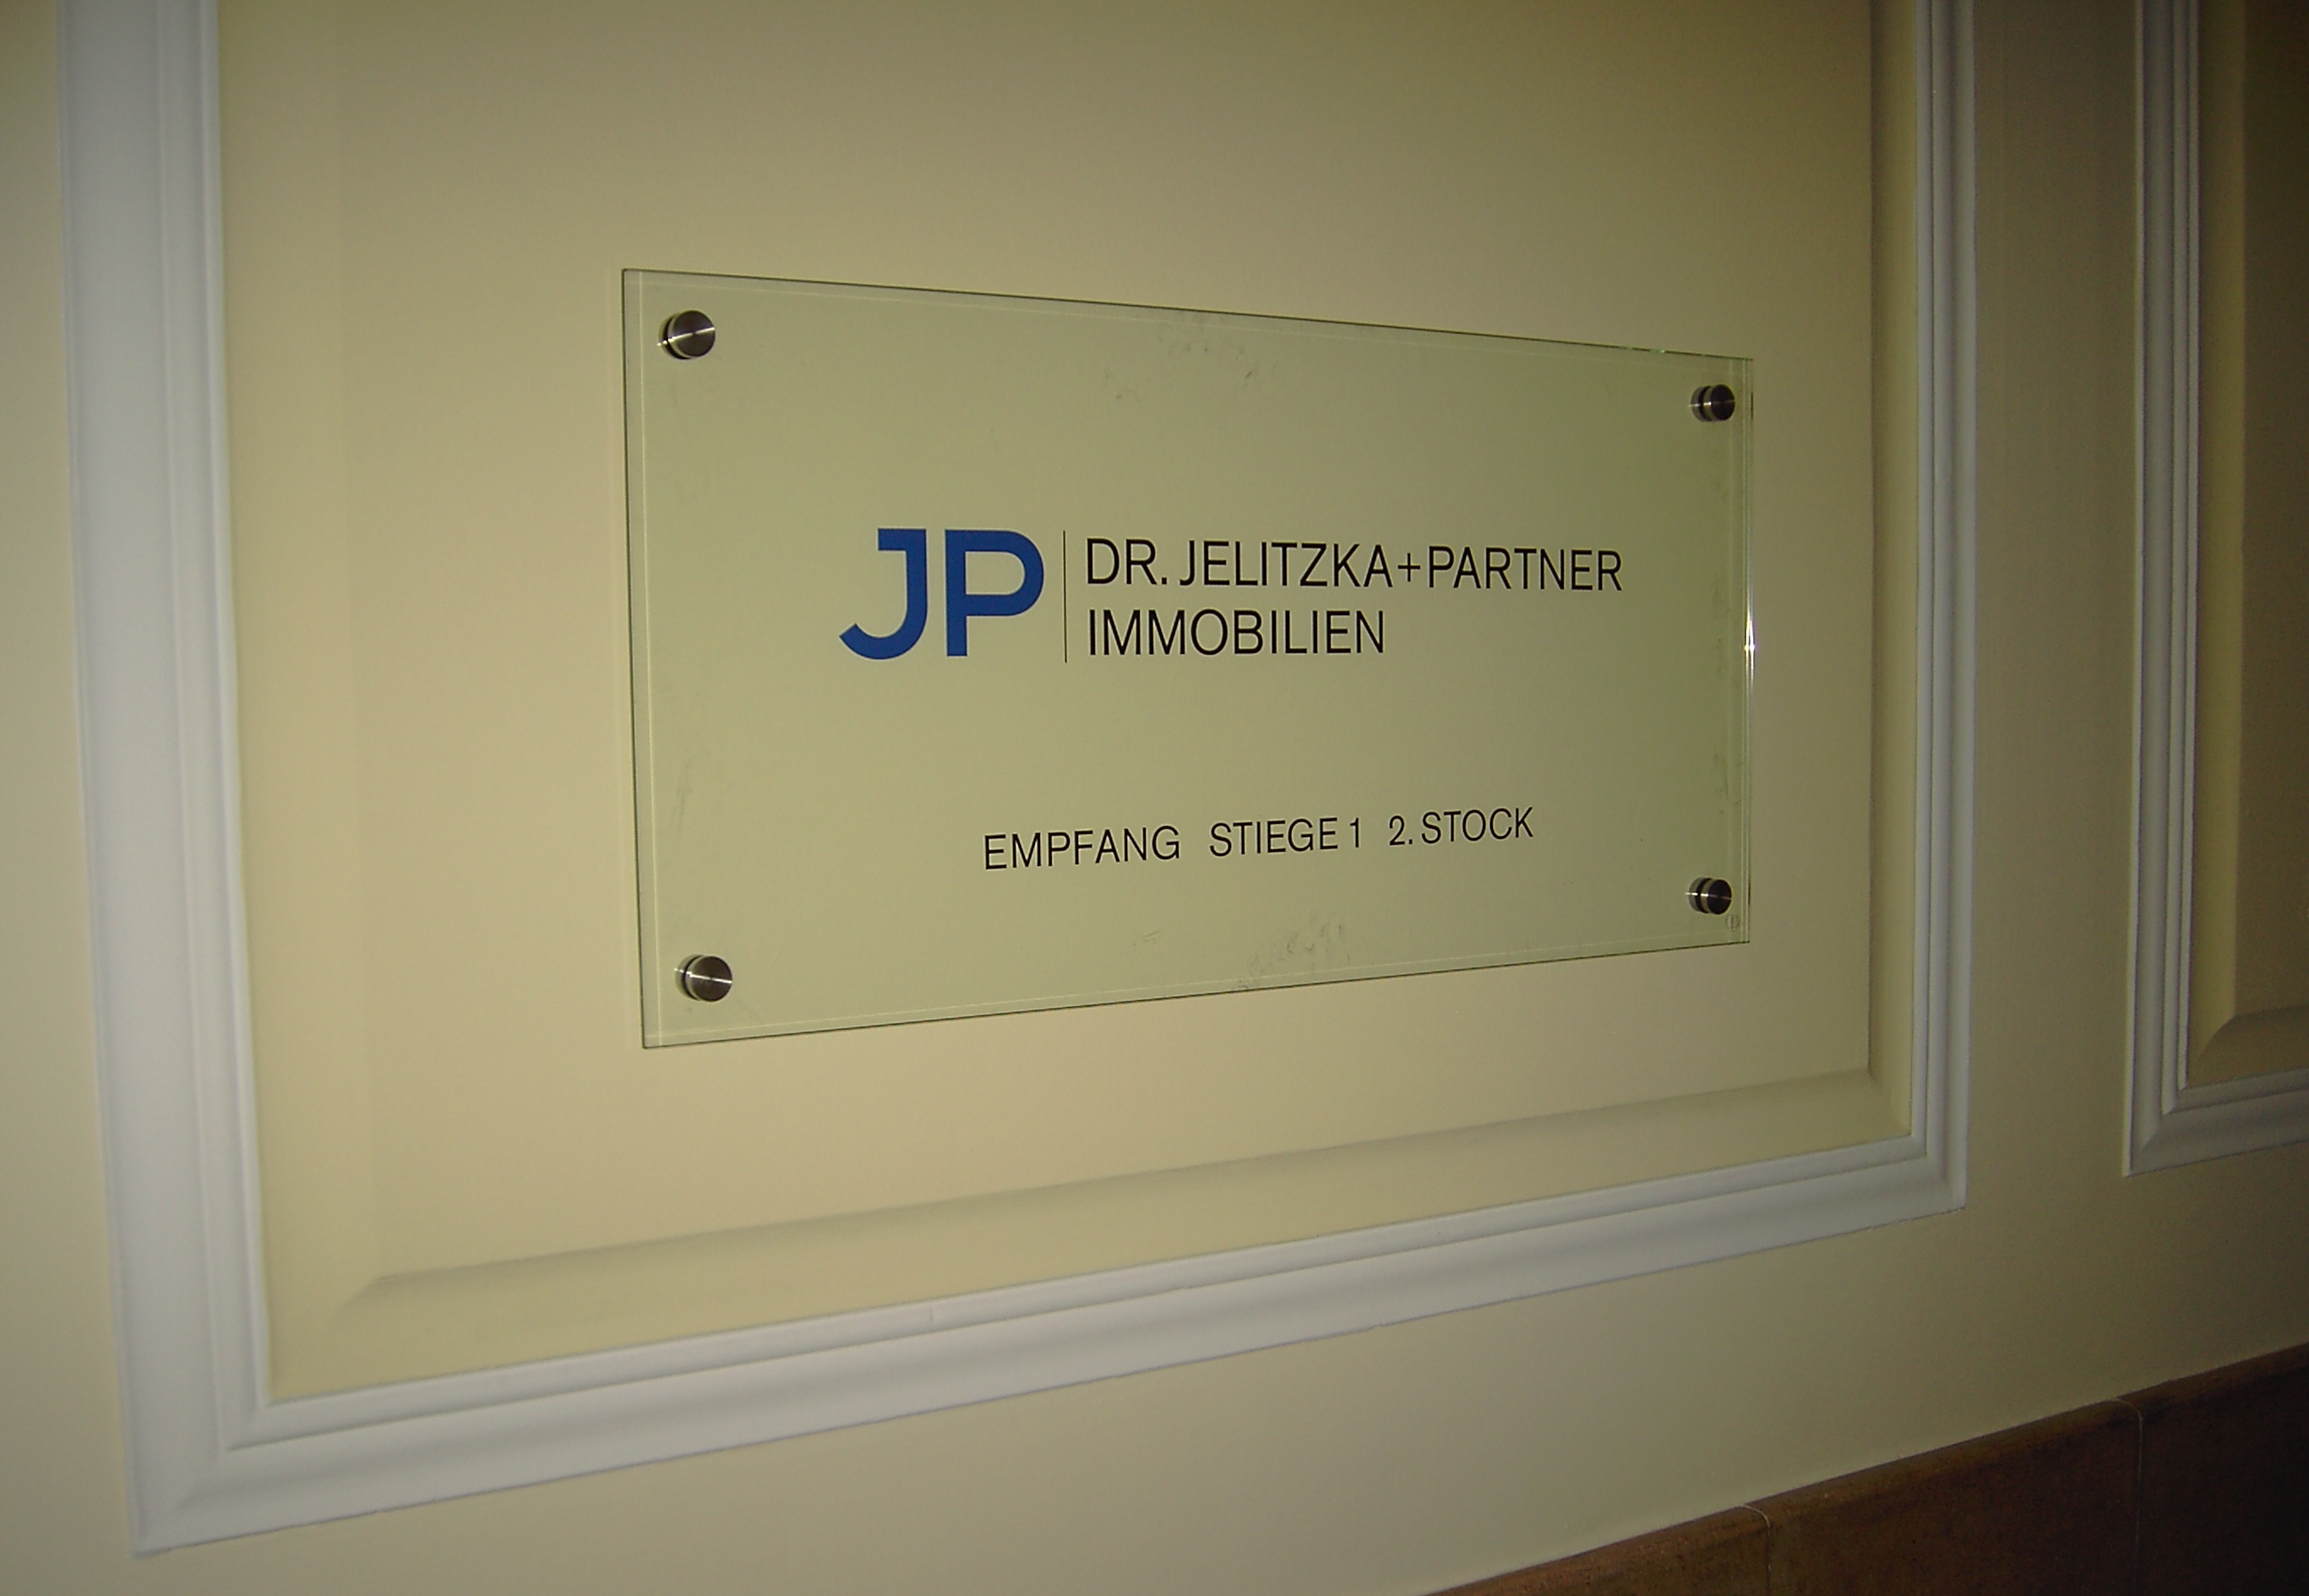 JP
DR. JELITZKA+PARTNER
IMMOBILIEN
EMPFANG STIEGE 1 2. STOCK